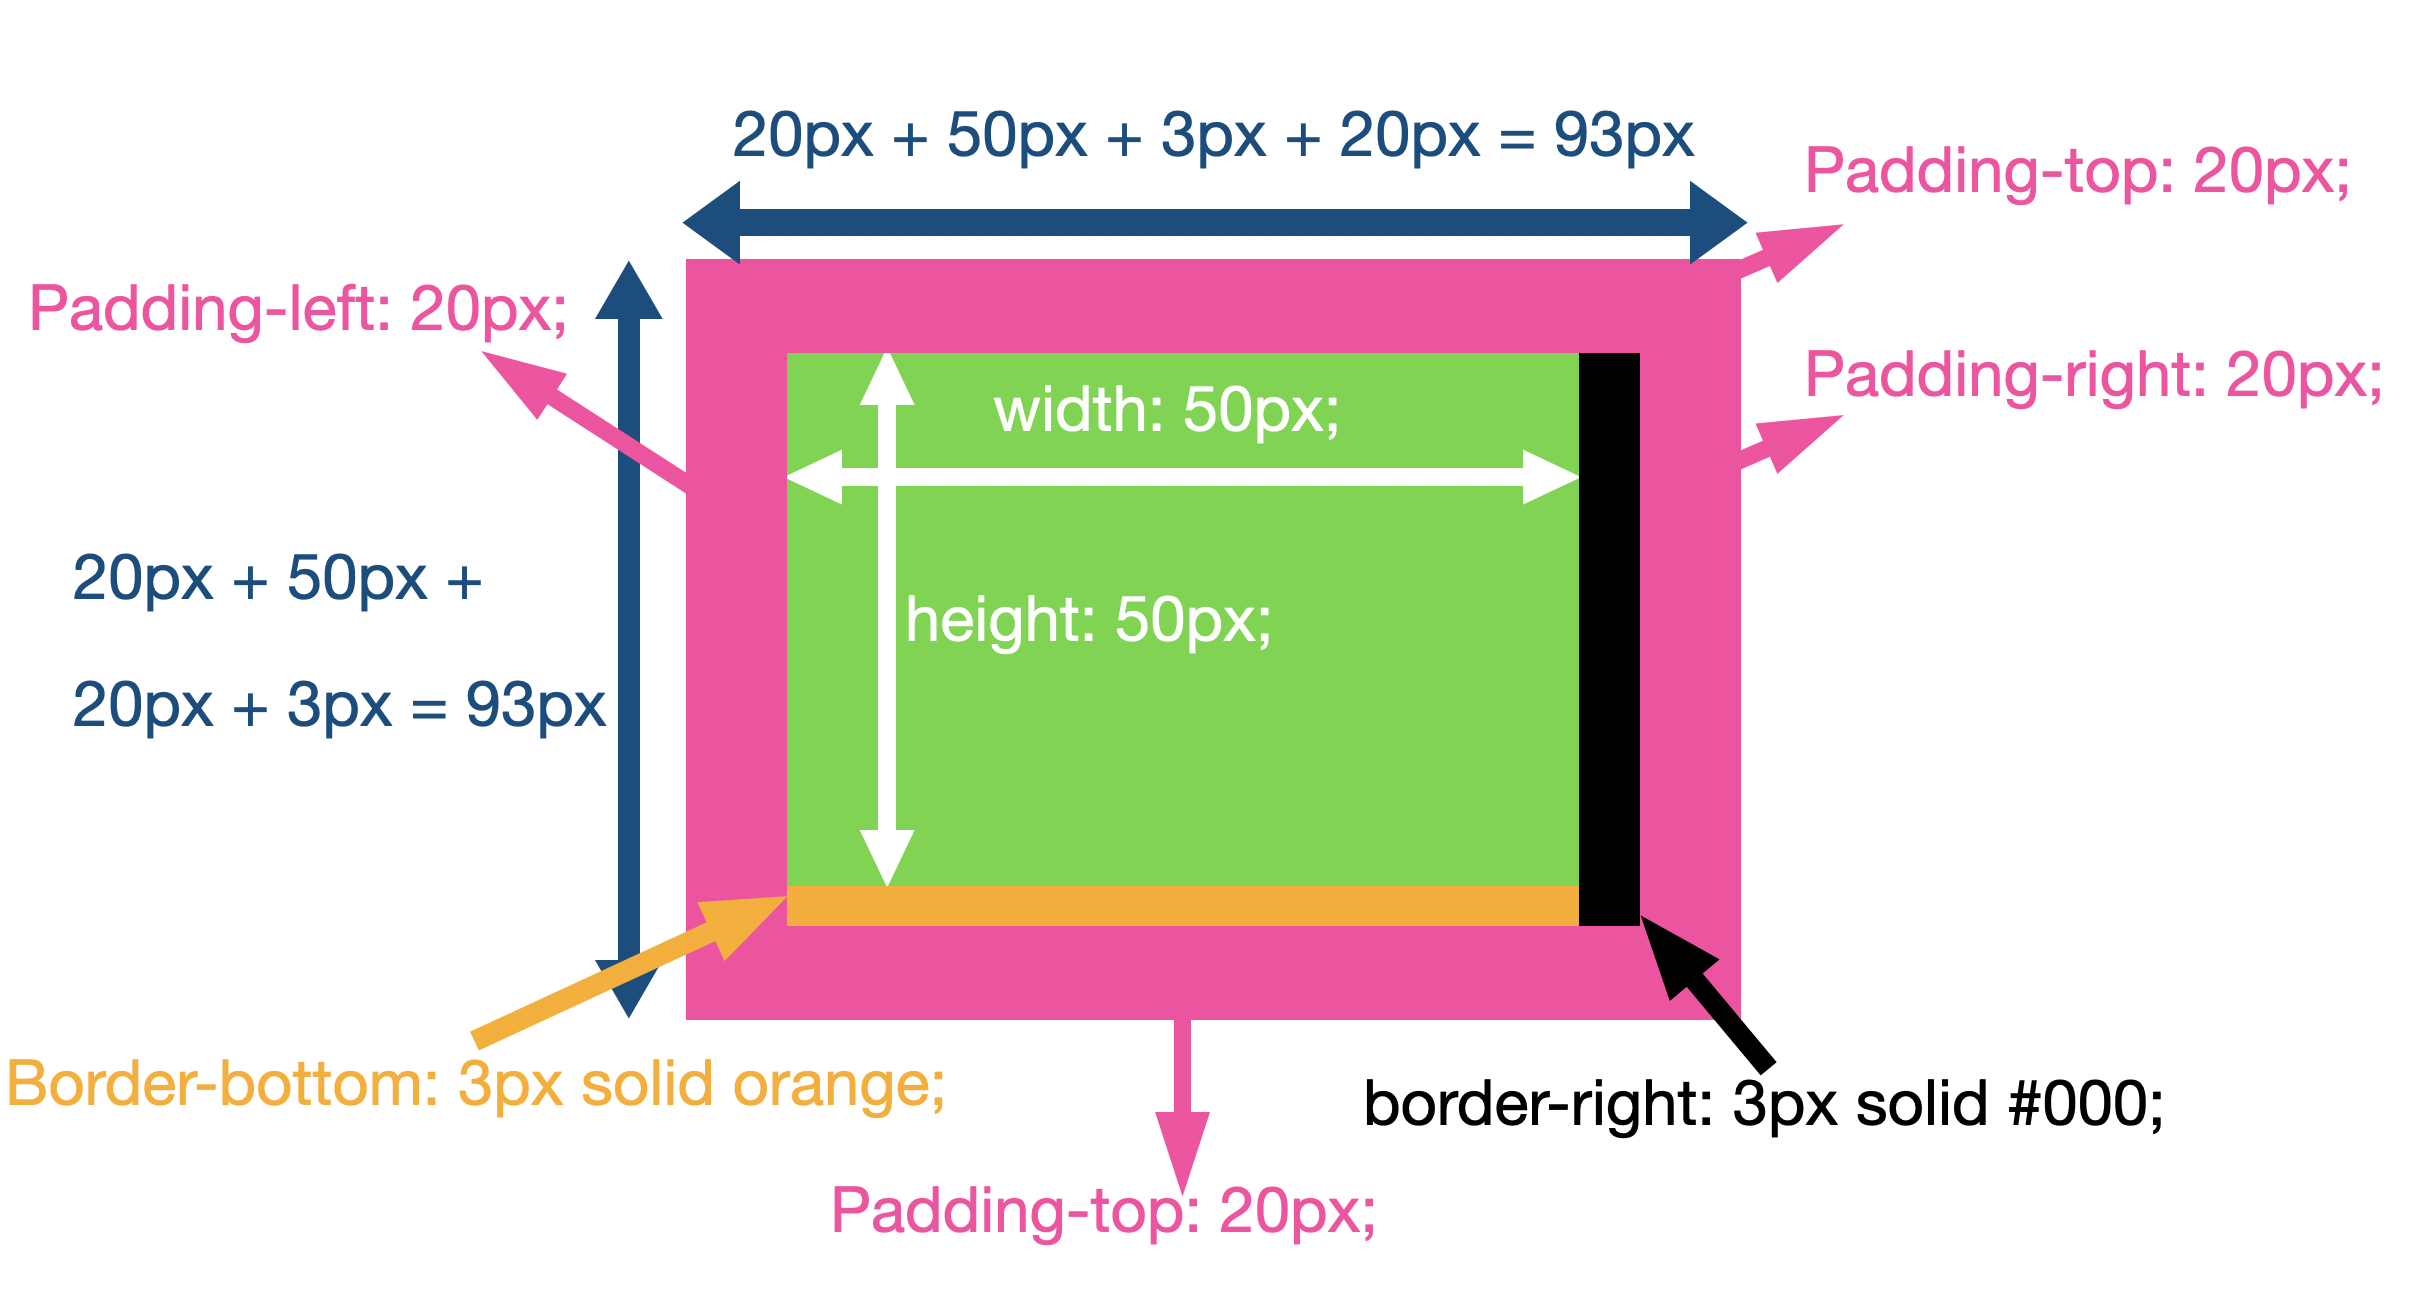 20px + 50px + 3px + 20px = 93px
Padding-top: 20px;
Padding-left: 20px;
Padding-right: 20px;
width: 50px;
20px + 50px +
height: 50px;
20px + 3px = 93px
Border-bottom: 3px solid orange;
border-right: 3px solid #000;
Padding-top: 20px;